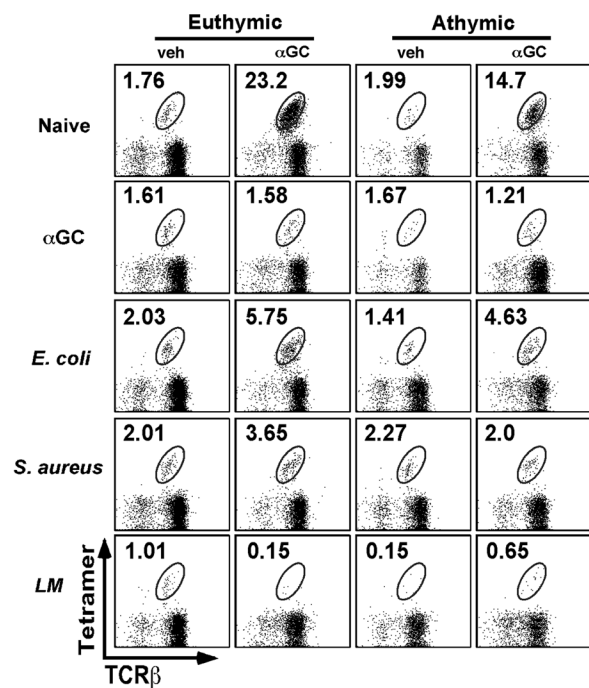 Euthymic Athymic
veh αGC veh αGC
Naive 1.76 23.2 1.99 14.7
αGC 1.61 1.58 1.67 1.21
E. coli 2.03 5.75 1.41 4.63
S. aureus 2.01 3.65 2.27 2.0
LM 1.01 0.15 0.15 0.65
Tetramer
TCRβ